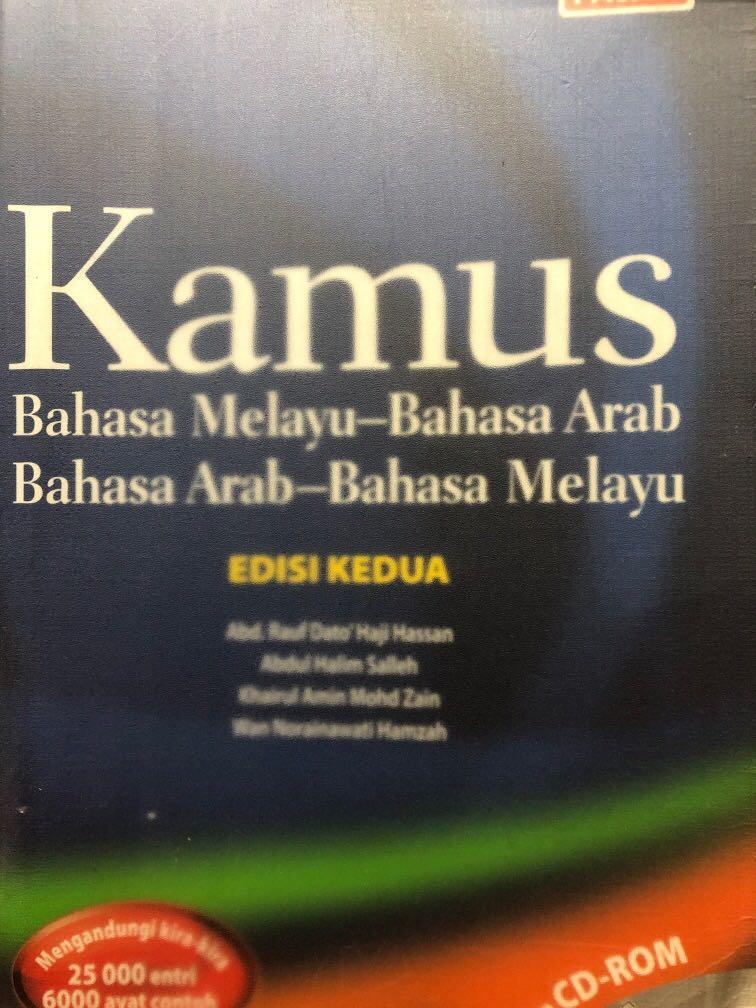 Kamus
Bahasa Melayu–Bahasa Arab
Bahasa Arab–Bahasa Melayu
EDISI KEDUA
Abd. Rauf Dato' Haji Hassan
Abdul Halim Salleh
Khairul Amin Mohd Zain
Wan Norainawati Hamzah
Mengandungi kira-kira
25 000 entri
6000 ayat contoh
CD-ROM